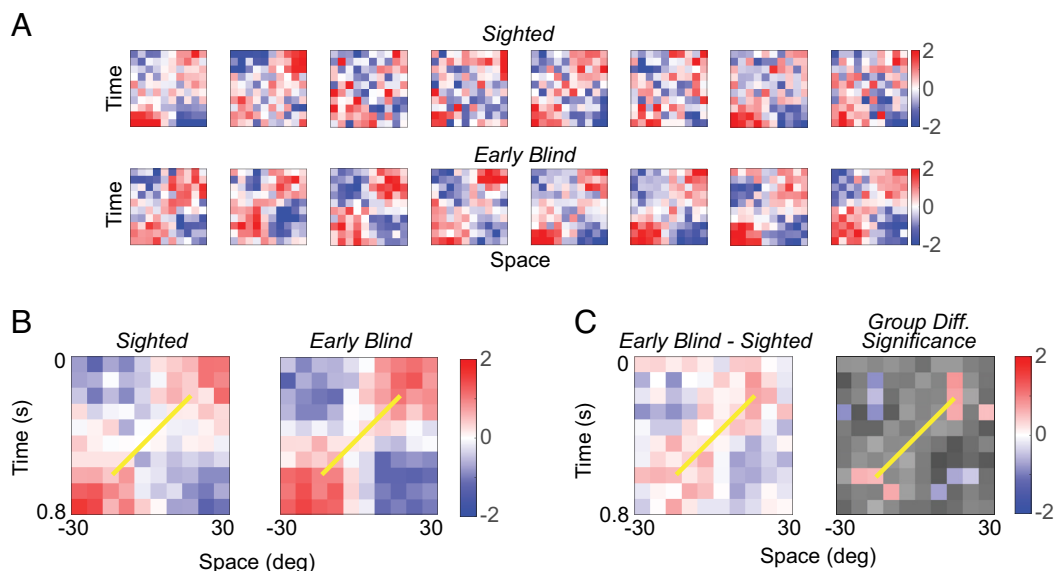 A
Sighted
Time
2
0
-2
Early Blind
Time
2
0
-2
Space
B
Sighted
Early Blind
0
Time (s)
0.8
-30
30
-30
30
Space (deg)
2
0
-2
C
Early Blind - Sighted
Group Diff.
Significance
0
Time (s)
0.8
-30
30
-30
30
Space (deg)
2
0
-2